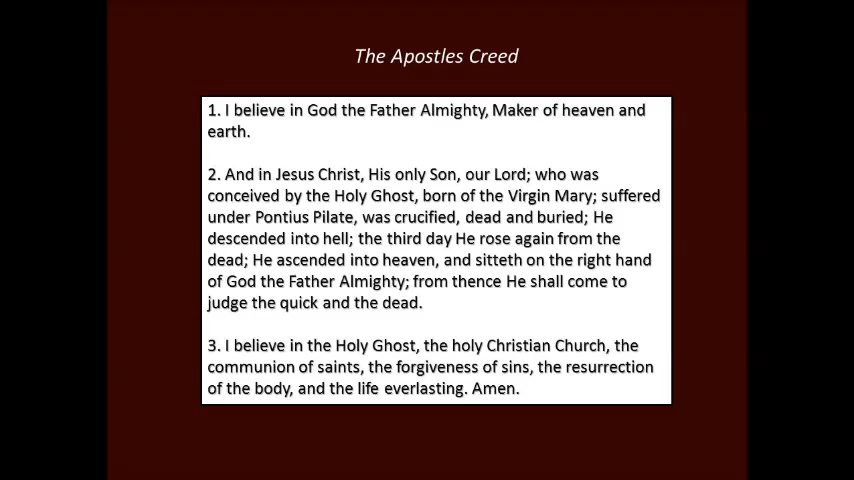 The Apostles Creed
1. I believe in God the Father Almighty, Maker of heaven and
earth.
2. And in Jesus Christ, His only Son, our Lord; who was
conceived by the Holy Ghost, born of the Virgin Mary; suffered
under Pontius Pilate, was crucified, dead and buried; He
descended into hell; the third day He rose again from the
dead; He ascended into heaven, and sitteth on the right hand
of God the Father Almighty; from thence He shall come to
judge the quick and the dead.
3. I believe in the Holy Ghost, the holy Christian Church, the
communion of saints, the forgiveness of sins, the resurrection
of the body, and the life everlasting. Amen.